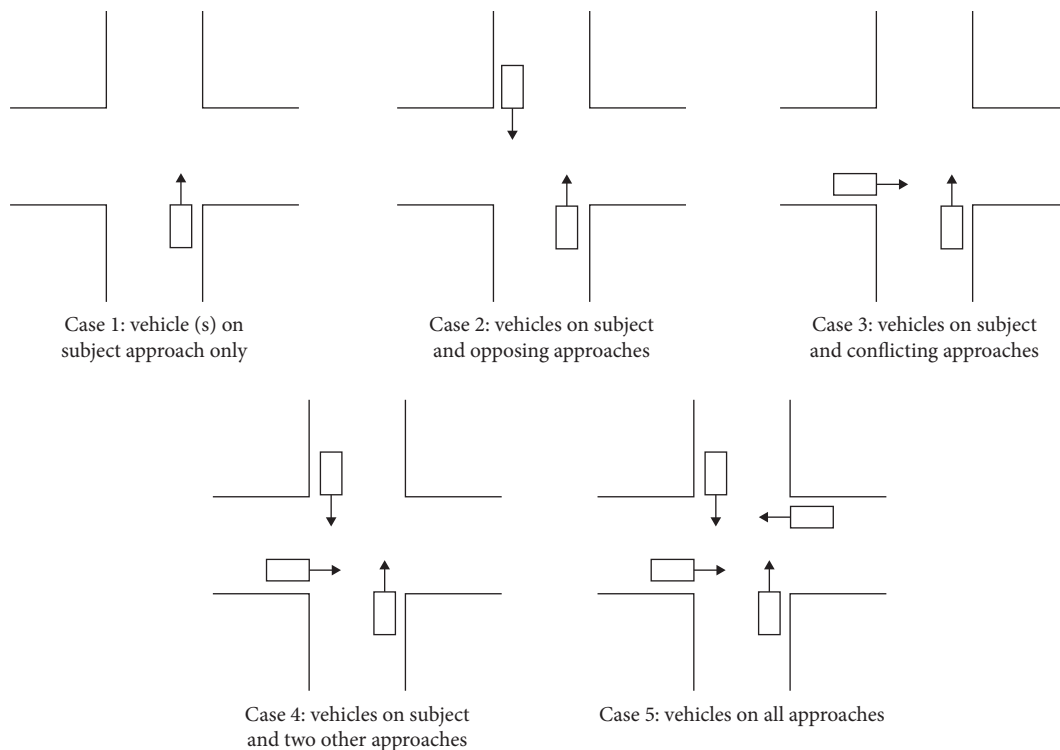 Case 1: vehicle (s) on
subject approach only
Case 2: vehicles on subject
and opposing approaches
Case 3: vehicles on subject
and conflicting approaches
Case 4: vehicles on subject
and two other approaches
Case 5: vehicles on all approaches